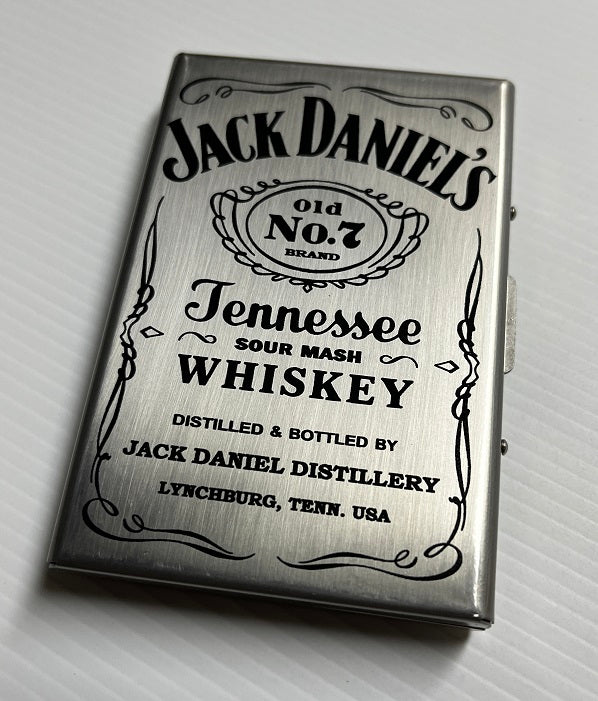 JACK DANIEL'S
Old
No.7
BRAND
Tennessee
SOUR MASH
WHISKEY
DISTILLED & BOTTLED BY
JACK DANIEL DISTILLERY
LYNCHBURG, TENN. USA